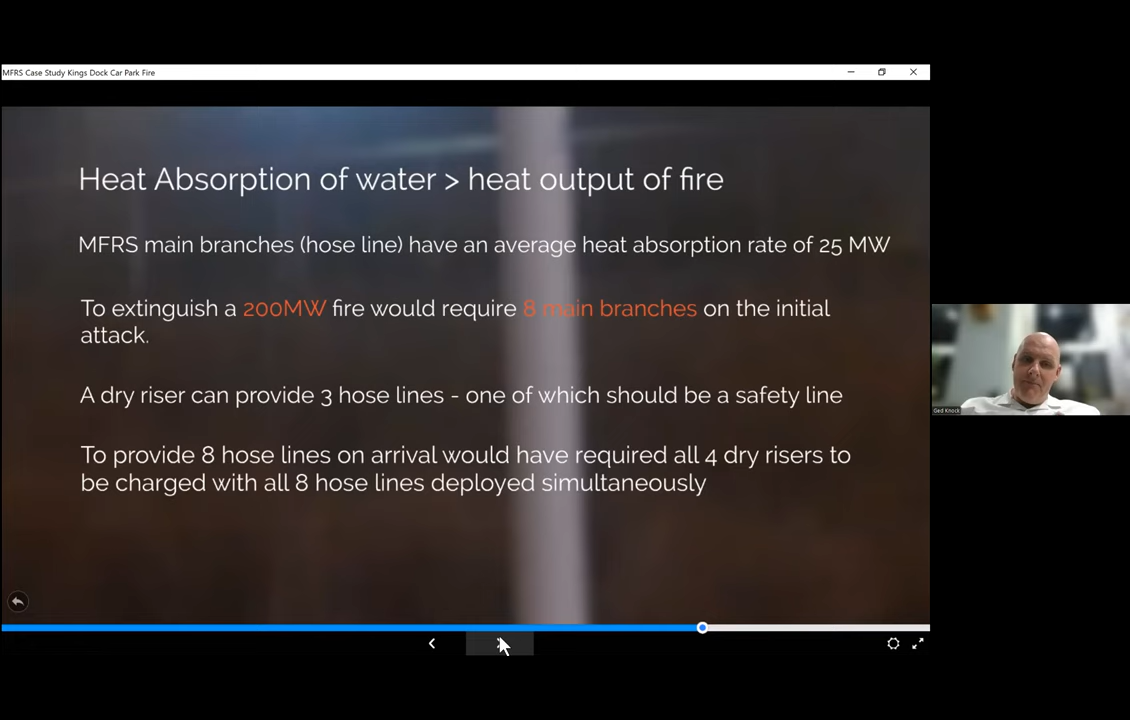 MFRS Case Study Kings Dock Car Park Fire
Heat Absorption of water > heat output of fire
MFRS main branches (hose line) have an average heat absorption rate of 25 MW
To extinguish a 200MW fire would require 8 main branches on the initial
attack.
A dry riser can provide 3 hose lines - one of which should be a safety line
To provide 8 hose lines on arrival would have required all 4 dry risers to
be charged with all 8 hose lines deployed simultaneously
Ged Knock